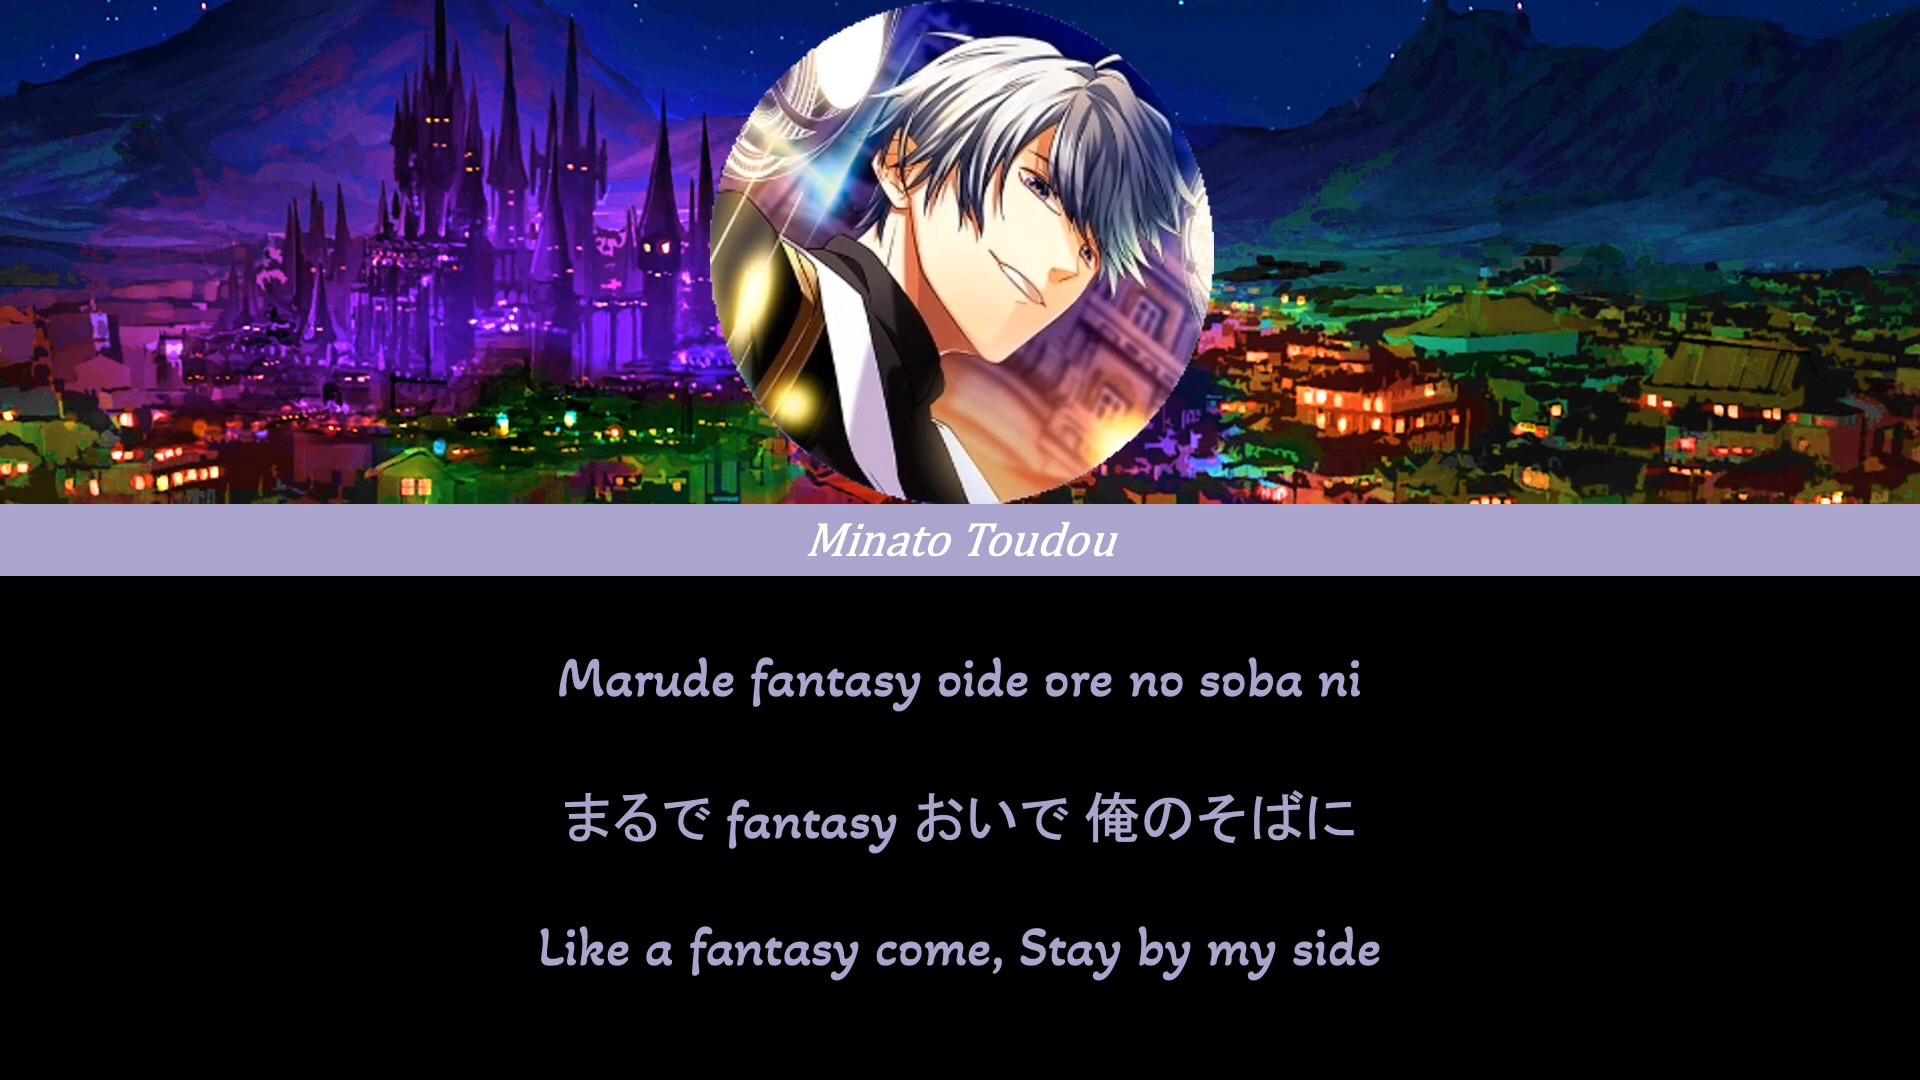 Minato Toudou
Marude fantasy oide ore no soba ni
まるで fantasy おいで 俺のそばに
Like a fantasy come, Stay by my side